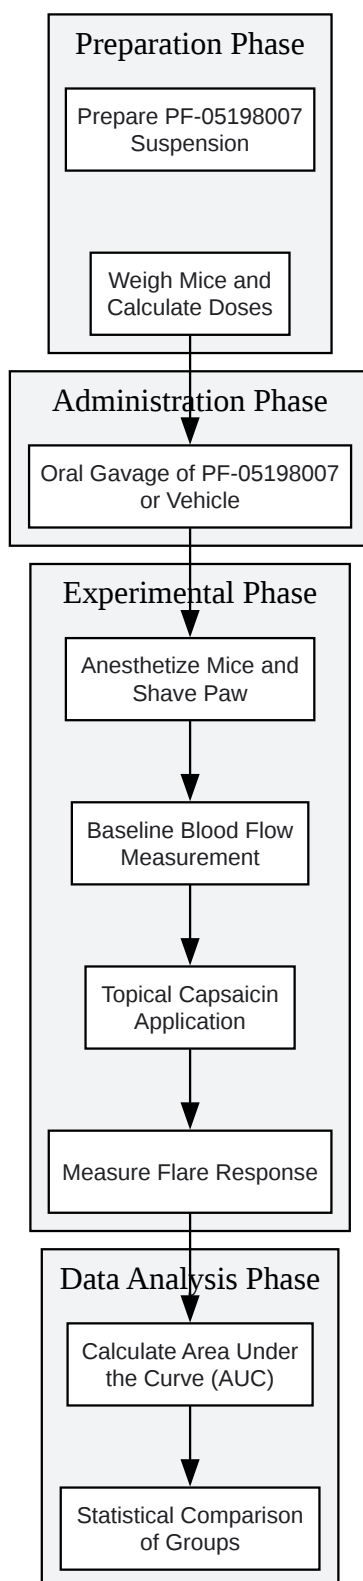 Preparation Phase
Prepare PF-05198007
Suspension
Weigh Mice and
Calculate Doses
Administration Phase
Oral Gavage of PF-05198007
or Vehicle
Experimental Phase
Anesthetize Mice and
Shave Paw
Baseline Blood Flow
Measurement
Topical Capsaicin
Application
Measure Flare Response
Data Analysis Phase
Calculate Area Under
the Curve (AUC)
Statistical Comparison
of Groups